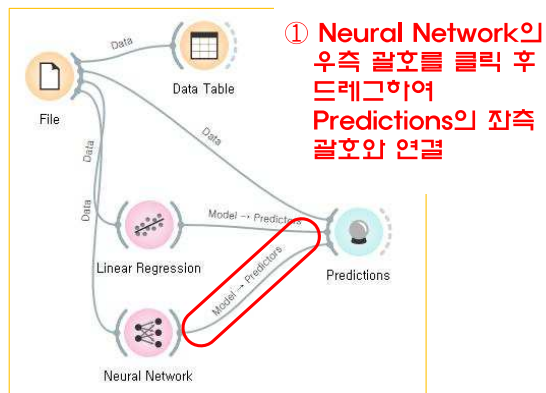 ① Neural Network의
우측 괄호를 클릭 후
드레그하여
Predictions의 좌측
괄호와 연결
Data
Data Table
File
Data
Data
Data
Model → Predictors
Linear Regression
Predictions
Model → Predictors
Neural Network